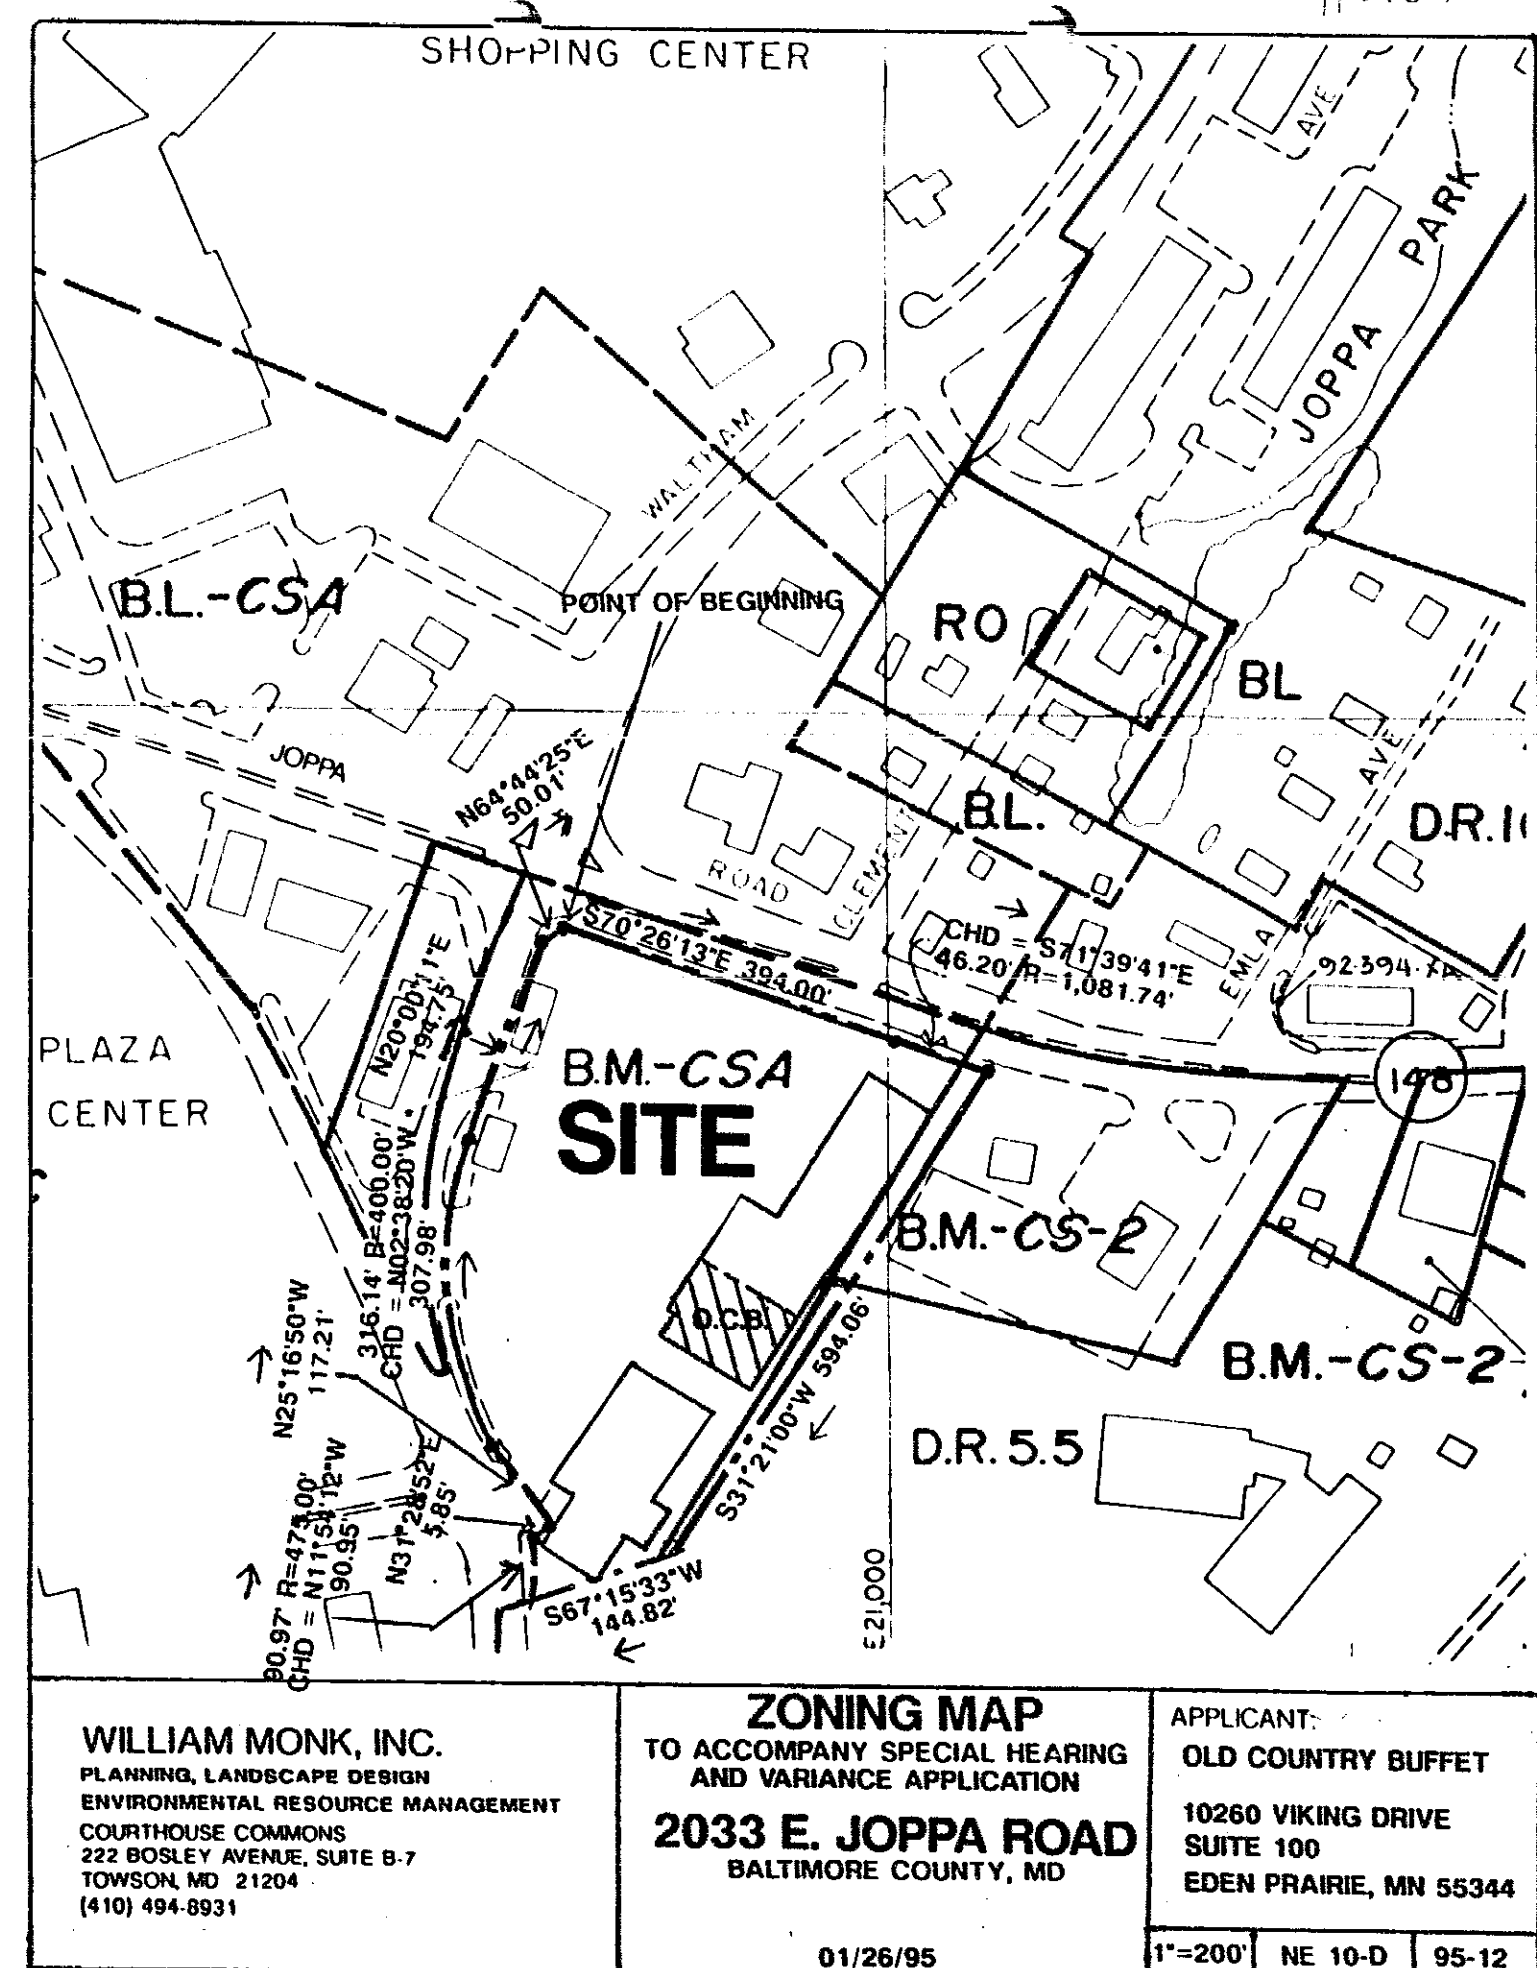 SHOPPING CENTER
AVE
PARK
JOPPA
WALTHAM
B.L.-CSA
POINT OF BEGINNING
RO
BL
JOPPA
N64°44'25"E
50.01'
AVE
B.L.
D.R.1
ROAD
CLEMENT
S70°26'13"E 394.00'
CHD = S71°39'41"E
46.20' R=1,081.74'
EMLA
92-394-XA
N20°00'11"E
194.75'
PLAZA
CENTER
B.M.-CSA
SITE
148
B.M.-CS-2
316.14' R=400.00'
CHD = N02°38'20"W
307.98'
O.C.B.
N25°16'50"W
117.21'
S31°21'00"W 594.06'
B.M.-CS-2
D.R. 5.5
N31°28'52"E
5.85'
90.97' R=475.00'
CHD = N11°54'12"W
90.95'
S67°15'33"W
144.82'
E21,000
WILLIAM MONK, INC.
PLANNING, LANDSCAPE DESIGN
ENVIRONMENTAL RESOURCE MANAGEMENT
COURTHOUSE COMMONS
222 BOSLEY AVENUE, SUITE B-7
TOWSON, MD 21204
(410) 494-8931
ZONING MAP
TO ACCOMPANY SPECIAL HEARING
AND VARIANCE APPLICATION
2033 E. JOPPA ROAD
BALTIMORE COUNTY, MD
01/26/95
APPLICANT:
OLD COUNTRY BUFFET
10260 VIKING DRIVE
SUITE 100
EDEN PRAIRIE, MN 55344
1"=200' NE 10-D 95-12